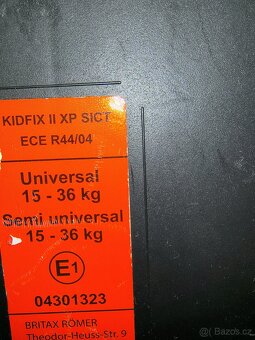 KIDFIX II XP SICT
ECE R44/04
Universal
15 - 36 kg
Semi universal
15 - 36 kg
E1
04301323
BRITAX RÖMER
Theodor-Heuss-Str. 9
Bazoš.cz